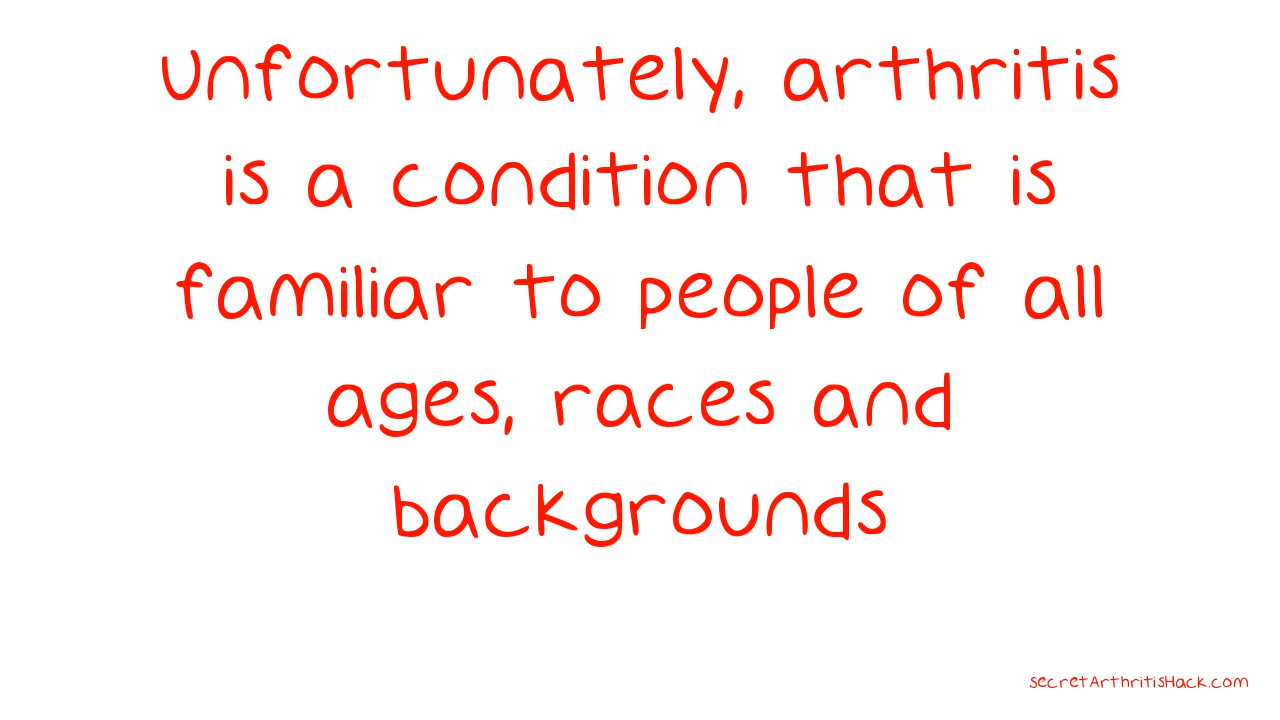 Unfortunately, arthritis
is a condition that is
familiar to people of all
ages, races and
backgrounds
secretArthritisHack.com